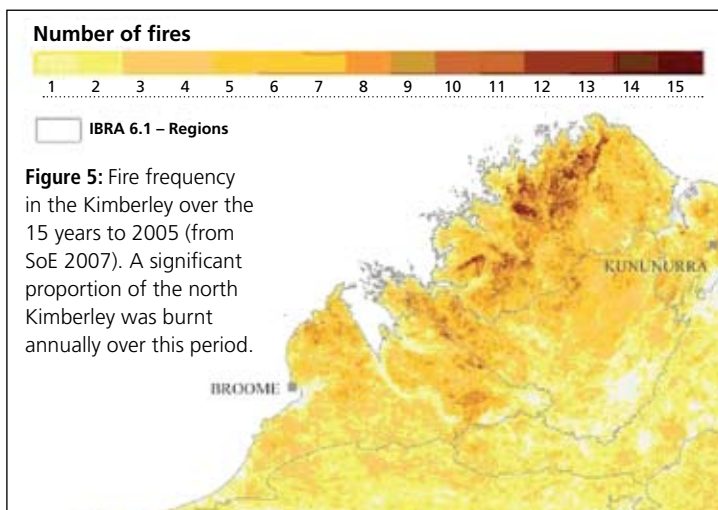 Number of fires
1 2 3 4 5 6 7 8 9 10 11 12 13 14 15
IBRA 6.1 – Regions
Figure 5: Fire frequency
in the Kimberley over the
15 years to 2005 (from
SoE 2007). A significant
proportion of the north
Kimberley was burnt
annually over this period.
KUNUNURRA
BROOME